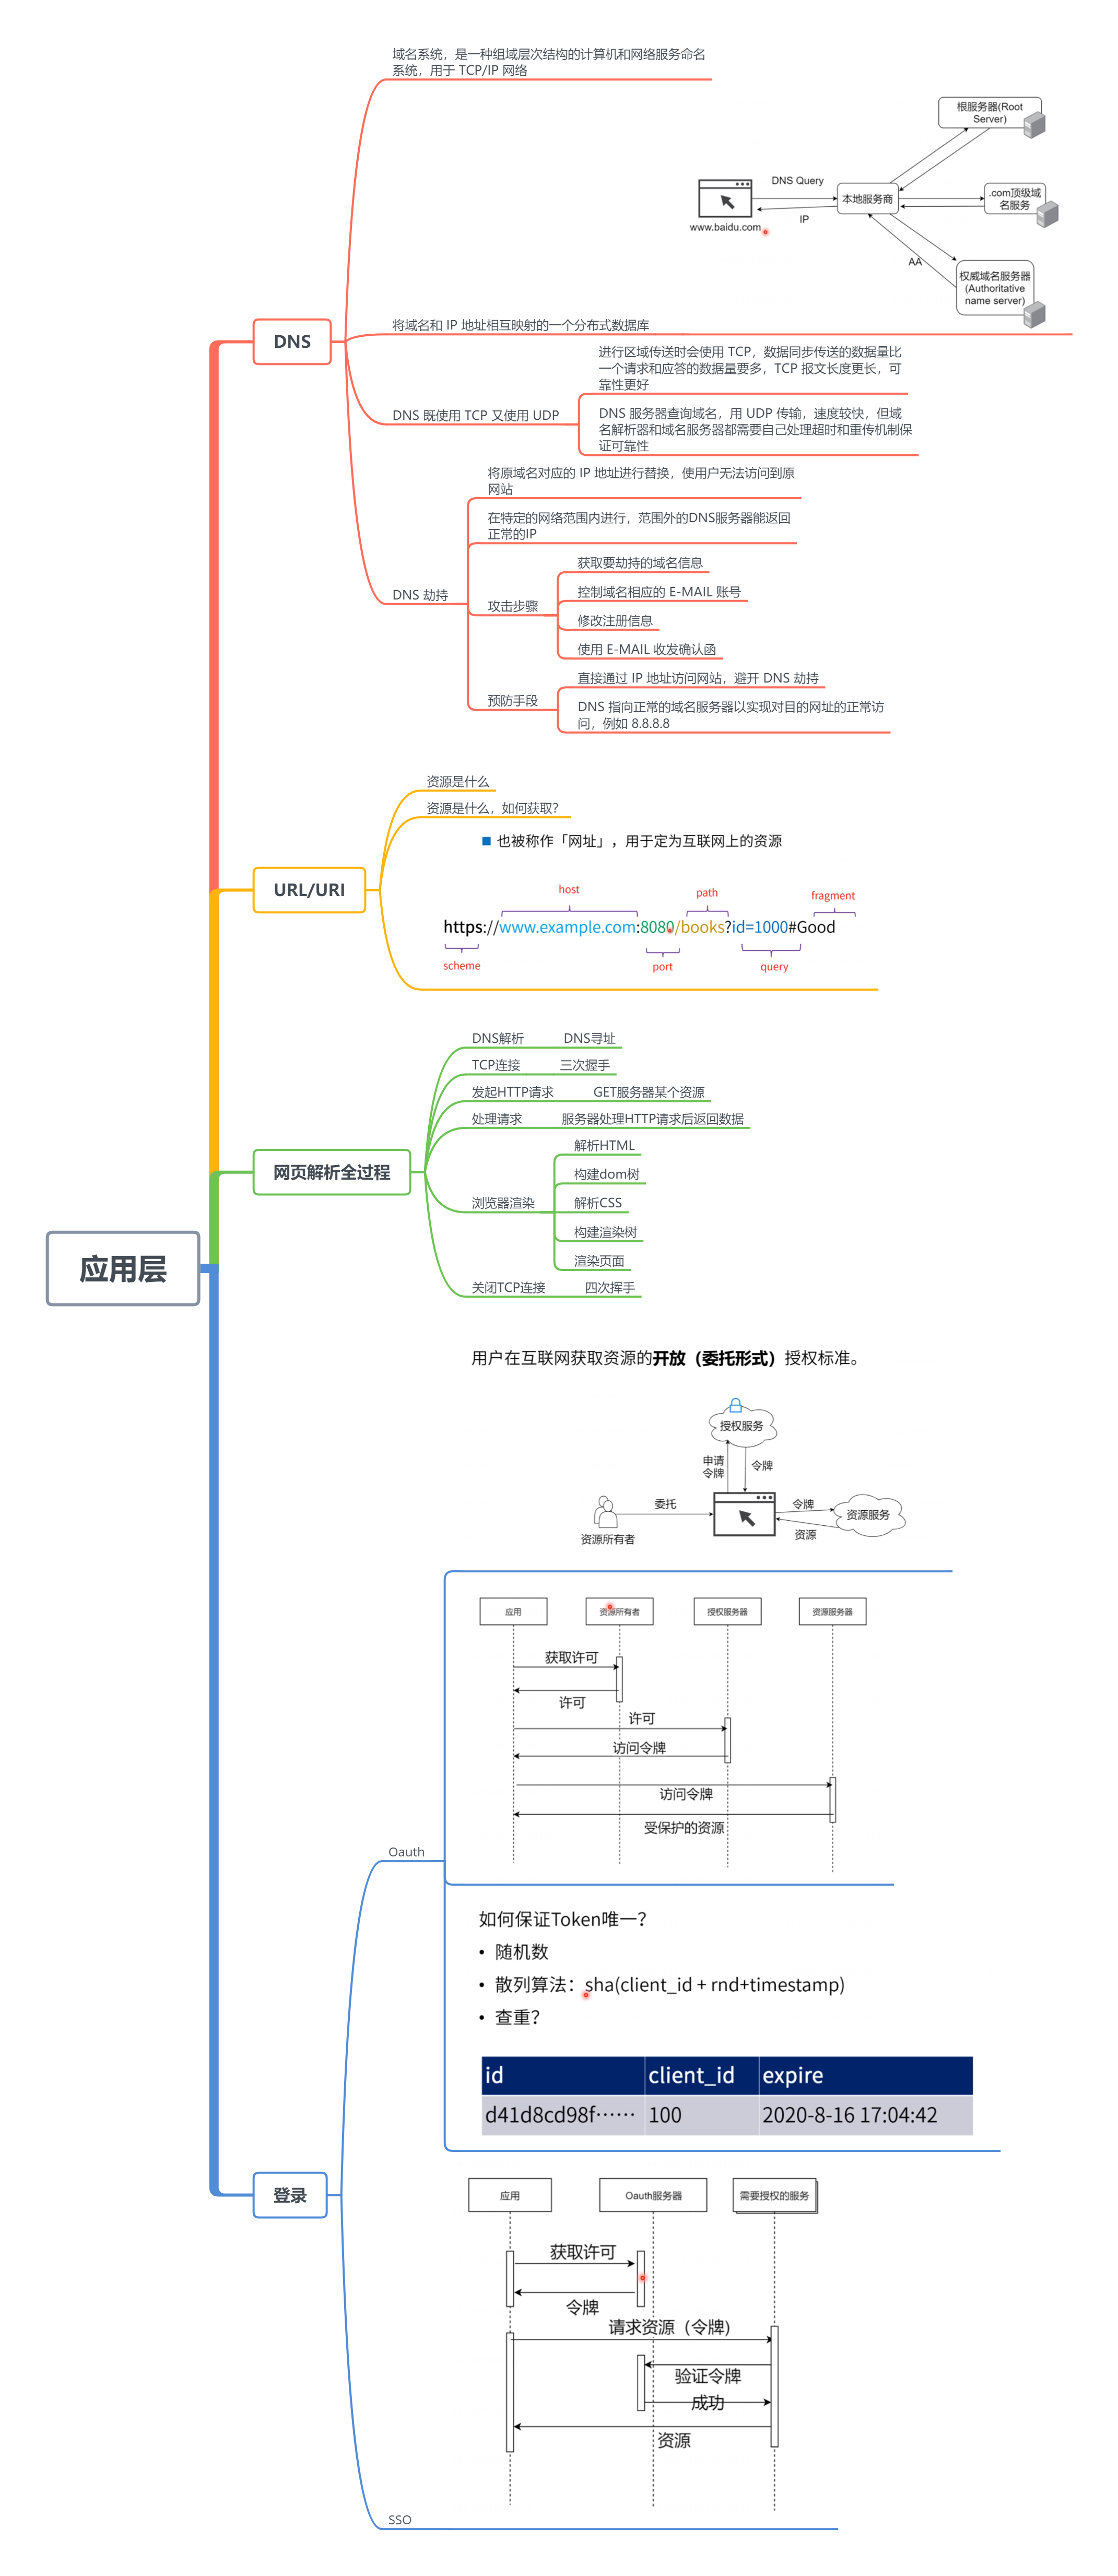 域名系统，是一种组域层次结构的计算机和网络服务命名
系统，用于 TCP/IP 网络
根服务器(Root
Server)
DNS Query
本地服务商
.com顶级域
名服务
IP
www.baidu.com
AA
权威域名服务器
(Authoritative
name server)
将域名和 IP 地址相互映射的一个分布式数据库
DNS
进行区域传送时会使用 TCP，数据同步传送的数据量比
一个请求和应答的数据量要多，TCP 报文长度更长，可
靠性更好
DNS 既使用 TCP 又使用 UDP
DNS 服务器查询域名，用 UDP 传输，速度较快，但域
名解析器和域名服务器都需要自己处理超时和重传机制保
证可靠性
将原域名对应的 IP 地址进行替换，使用户无法访问到原
网站
在特定的网络范围内进行，范围外的DNS服务器能返回
正常的IP
DNS 劫持
攻击步骤
获取要劫持的域名信息
控制域名相应的 E-MAIL 账号
修改注册信息
使用 E-MAIL 收发确认函
预防手段
直接通过 IP 地址访问网站，避开 DNS 劫持
DNS 指向正常的域名服务器以实现对目的网址的正常访
问，例如 8.8.8.8
资源是什么
资源是什么，如何获取？
也被称作「网址」，用于定为互联网上的资源
URL/URI
host
path
fragment
https://www.example.com:8080/books?id=1000#Good
scheme
port
query
DNS解析
DNS寻址
TCP连接
三次握手
发起HTTP请求
GET服务器某个资源
处理请求
服务器处理HTTP请求后返回数据
网页解析全过程
浏览器渲染
解析HTML
构建dom树
解析CSS
构建渲染树
渲染页面
关闭TCP连接
四次挥手
应用层
用户在互联网获取资源的开放（委托形式）授权标准。
授权服务
申请
令牌
令牌
委托
令牌
资源服务
资源
资源所有者
应用
资源所有者
授权服务器
资源服务器
获取许可
许可
许可
访问令牌
访问令牌
受保护的资源
Oauth
如何保证Token唯一？
• 随机数
• 散列算法：sha(client_id + rnd+timestamp)
• 查重？
id client_id expire
d41d8cd98f…… 100 2020-8-16 17:04:42
登录
应用
Oauth服务器
需要授权的服务
获取许可
令牌
请求资源（令牌）
验证令牌
成功
资源
SSO